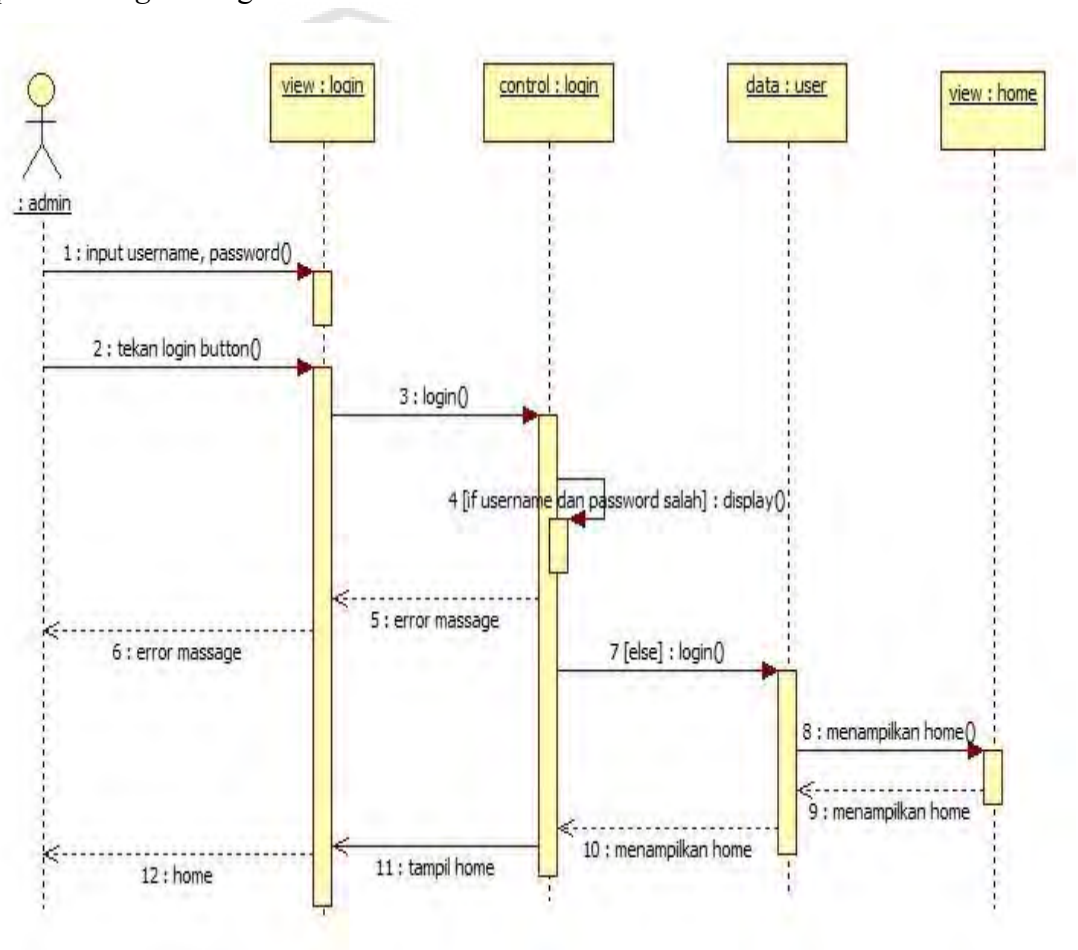 view : login
control : login
data : user
view : home
: admin
1 : input username, password()
2 : tekan login button()
3 : login()
4 [if username dan password salah] : display()
5 : error massage
6 : error massage
7 [else] : login()
8 : menampilkan home()
9 : menampilkan home
10 : menampilkan home
11 : tampil home
12 : home